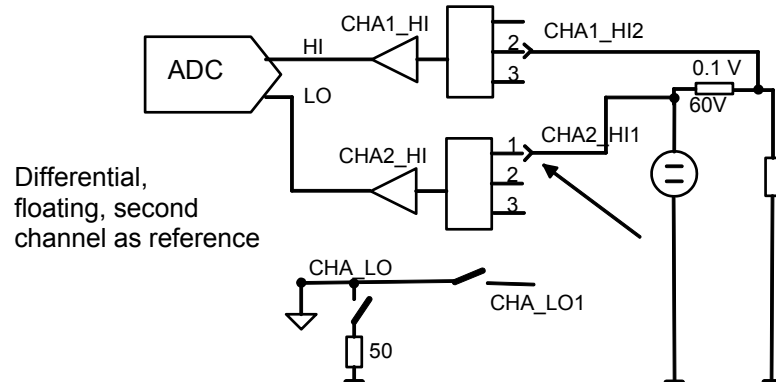 CHA1_HI
CHA1_HI2
HI
2
3
ADC
0.1 V
60V
LO
CHA2_HI1
1
CHA2_HI
2
3
Differential,
floating, second
channel as reference
CHA_LO
CHA_LO1
50